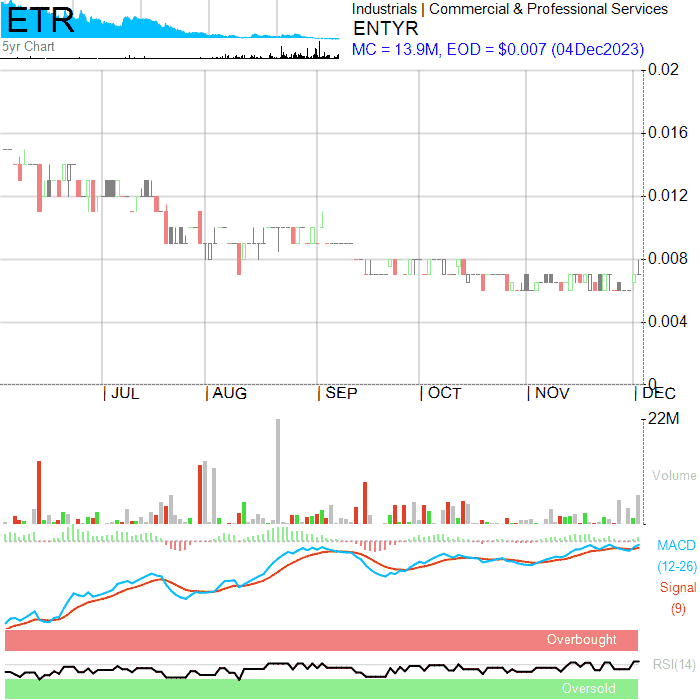 ETR
5yr Chart
Industrials | Commercial & Professional Services
ENTYR
MC = 13.9M, EOD = $0.007 (04Dec2023)
0.02
0.016
0.012
0.008
0.004
0
| JUL | AUG | SEP | OCT | NOV | DEC
22M
Volume
MACD
(12-26)
Signal
(9)
Overbought
RSI(14)
Oversold